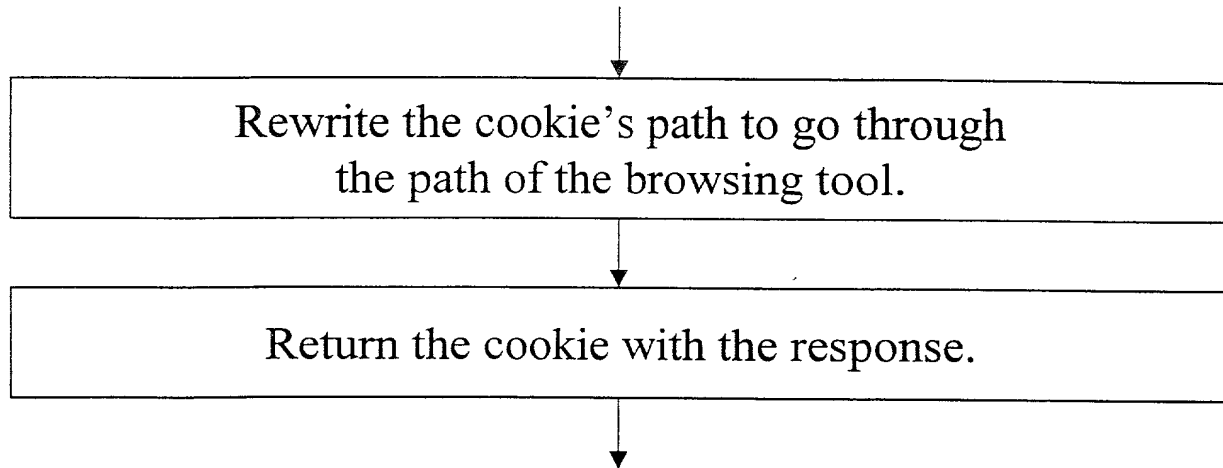 Rewrite the cookie’s path to go through
the path of the browsing tool.
Return the cookie with the response.